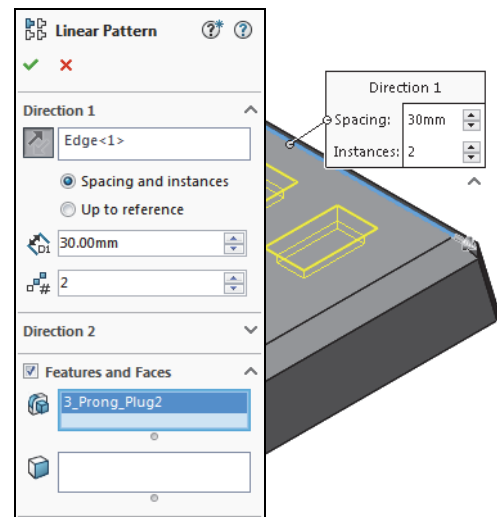 Linear Pattern
Direction 1
Edge<1>
Spacing and instances
Up to reference
D1 30.00mm
# 2
Direction 2
Features and Faces
3_Prong_Plug2
Direction 1
Spacing: 30mm
Instances: 2